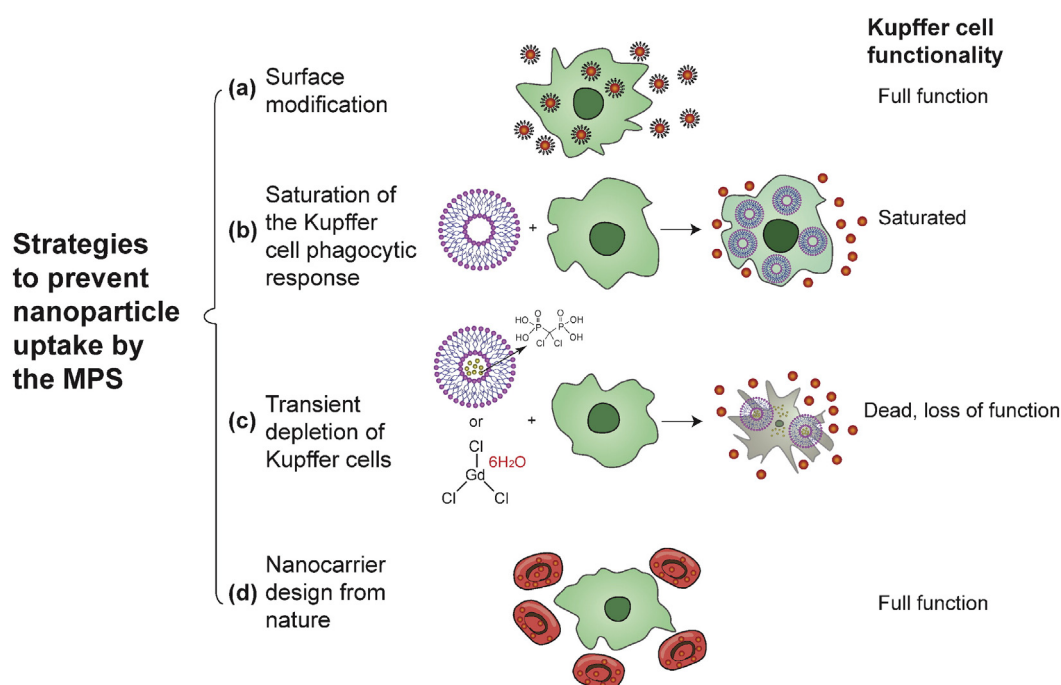 Strategies
to prevent
nanoparticle
uptake by
the MPS
Kupffer cell
functionality
(a) Surface
modification
Full function
(b) Saturation of
the Kupffer
cell phagocytic
response
+
Saturated
(c) Transient
depletion of
Kupffer cells
HO O O OH
P P
HO OH
Cl Cl
or
Cl
6H₂O
Gd
Cl Cl
+
Dead, loss of function
(d) Nanocarrier
design from
nature
Full function